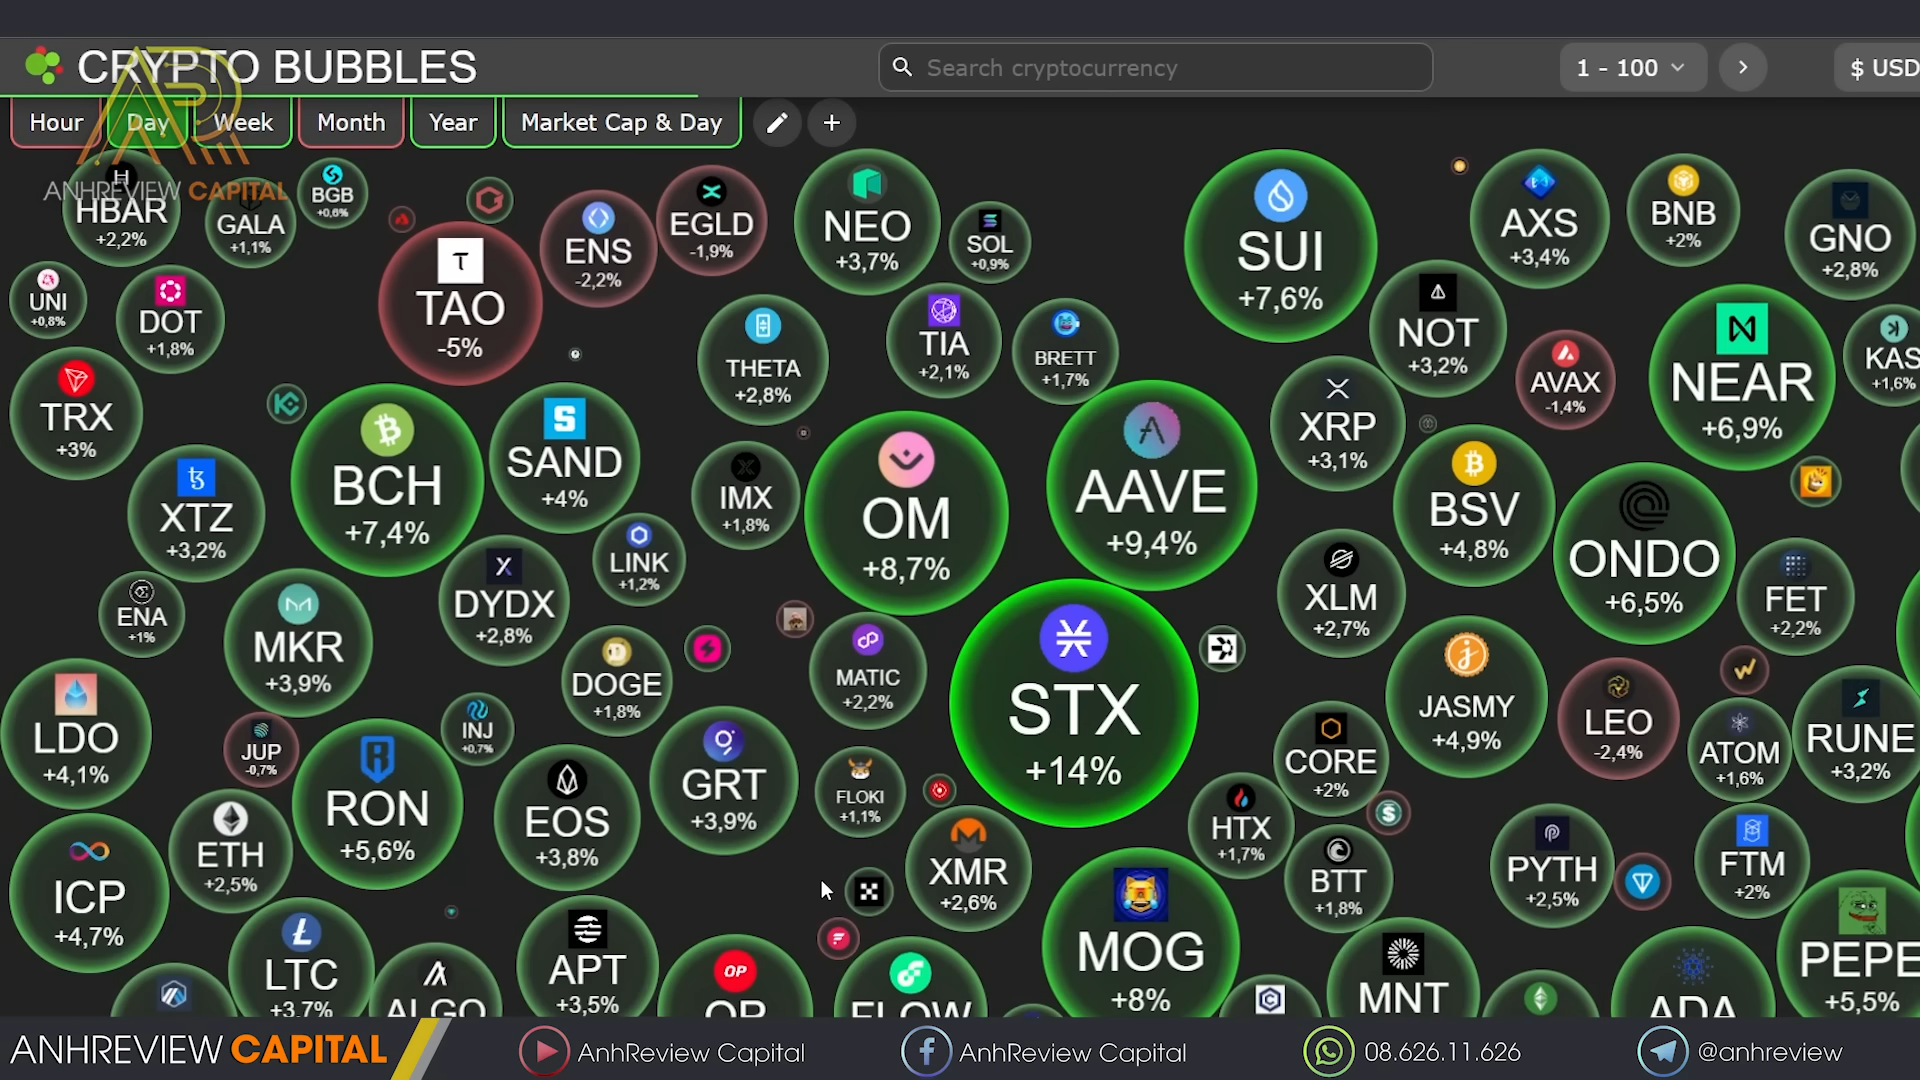 CRYPTO BUBBLES
Search cryptocurrency
1 - 100
$ USD
Hour
Day
Week
Month
Year
Market Cap & Day
ANHREVIEW CAPITAL
HBAR
+2,2%
GALA
+1,1%
BGB
+0,6%
TAO
-5%
ENS
-2,2%
EGLD
-1,9%
NEO
+3,7%
SOL
+0,9%
SUI
+7,6%
AXS
+3,4%
BNB
+2%
GNO
+2,8%
UNI
+0,8%
DOT
+1,8%
THETA
+2,8%
TIA
+2,1%
BRETT
+1,7%
NOT
+3,2%
AVAX
-1,4%
NEAR
+6,9%
KAS
+1,6%
TRX
+3%
XTZ
+3,2%
BCH
+7,4%
SAND
+4%
IMX
+1,8%
OM
+8,7%
AAVE
+9,4%
XRP
+3,1%
BSV
+4,8%
ONDO
+6,5%
FET
+2,2%
ENA
+1%
MKR
+3,9%
DYDX
+2,8%
LINK
+1,2%
DOGE
+1,8%
MATIC
+2,2%
STX
+14%
XLM
+2,7%
JASMY
+4,9%
LEO
-2,4%
ATOM
+1,6%
RUNE
+3,2%
LDO
+4,1%
JUP
-0,7%
RON
+5,6%
INJ
+0,7%
EOS
+3,8%
GRT
+3,9%
FLOKI
+1,1%
XMR
+2,6%
CORE
+2%
HTX
+1,7%
BTT
+1,8%
PYTH
+2,5%
FTM
+2%
ICP
+4,7%
ETH
+2,5%
LTC
+3,7%
ALGO
APT
+3,5%
OP
OP
FLOW
MOG
+8%
MNT
ADA
PEPE
+5,5%
ANHREVIEW CAPITAL
AnhReview Capital
AnhReview Capital
08.626.11.626
@anhreview